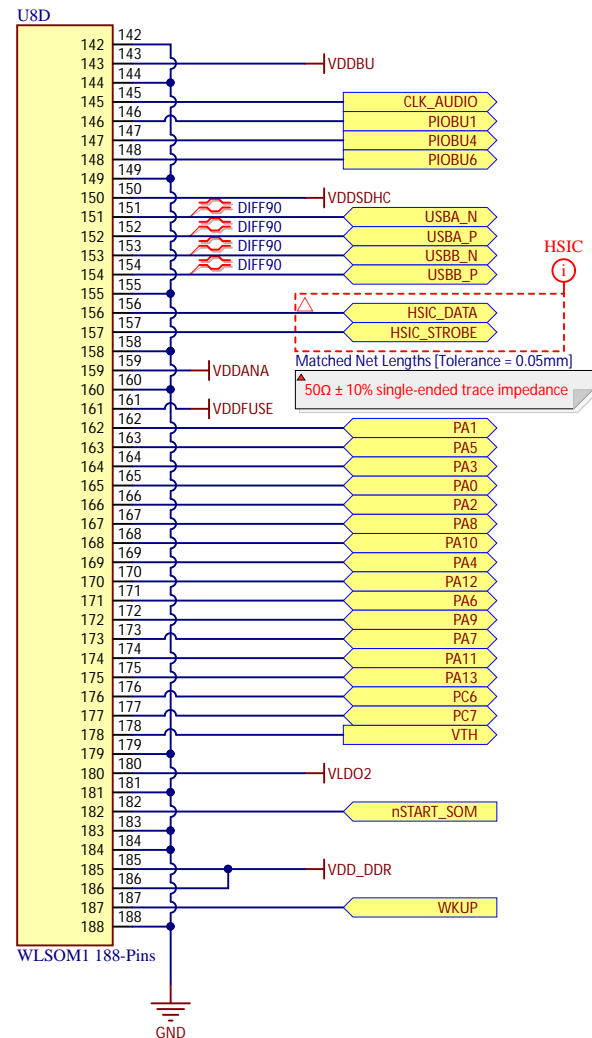 U8D
142 142
143 143 VDDBU
144 144
145 145 CLK_AUDIO
146 146 PIOBU1
147 147 PIOBU4
148 148 PIOBU6
149 149
150 150 VDDSDHC
151 151 DIFF90 USBA_N
152 152 DIFF90 USBA_P
153 153 DIFF90 USBB_N
154 154 DIFF90 USBB_P
HSIC
i
155 155
156 156 HSIC_DATA
157 157 HSIC_STROBE
158 158
Matched Net Lengths [Tolerance = 0.05mm]
159 159 VDDANA
160 160
50Ω ± 10% single-ended trace impedance
161 161 VDDFUSE
162 162 PA1
163 163 PA5
164 164 PA3
165 165 PA0
166 166 PA2
167 167 PA8
168 168 PA10
169 169 PA4
170 170 PA12
171 171 PA6
172 172 PA9
173 173 PA7
174 174 PA11
175 175 PA13
176 176 PC6
177 177 PC7
178 178 VTH
179 179
180 180 VLDO2
181 181
182 182 nSTART_SOM
183 183
184 184
185 185 VDD_DDR
186 186
187 187 WKUP
188 188
WLSOM1 188-Pins
GND